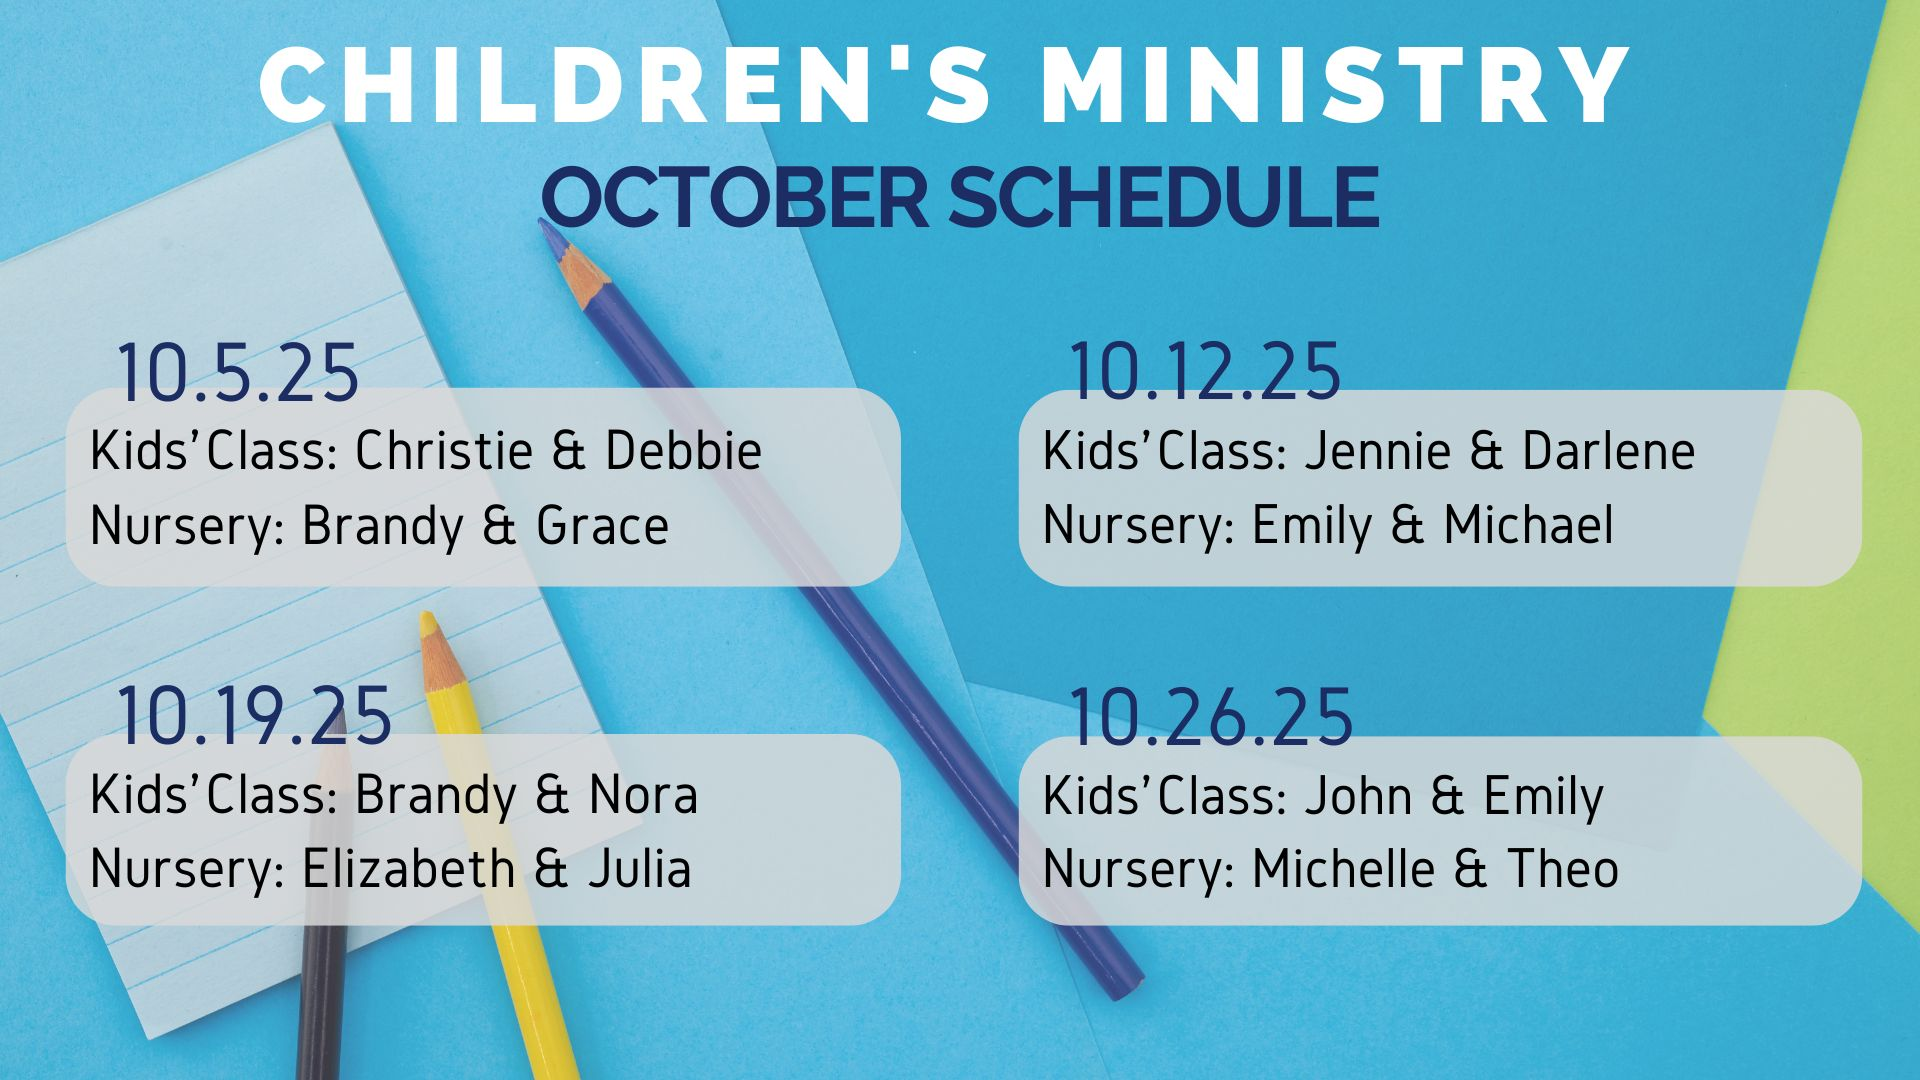 CHILDREN'S MINISTRY
OCTOBER SCHEDULE
10.5.25
Kids’Class: Christie & Debbie
Nursery: Brandy & Grace
10.12.25
Kids’Class: Jennie & Darlene
Nursery: Emily & Michael
10.19.25
Kids’Class: Brandy & Nora
Nursery: Elizabeth & Julia
10.26.25
Kids’Class: John & Emily
Nursery: Michelle & Theo